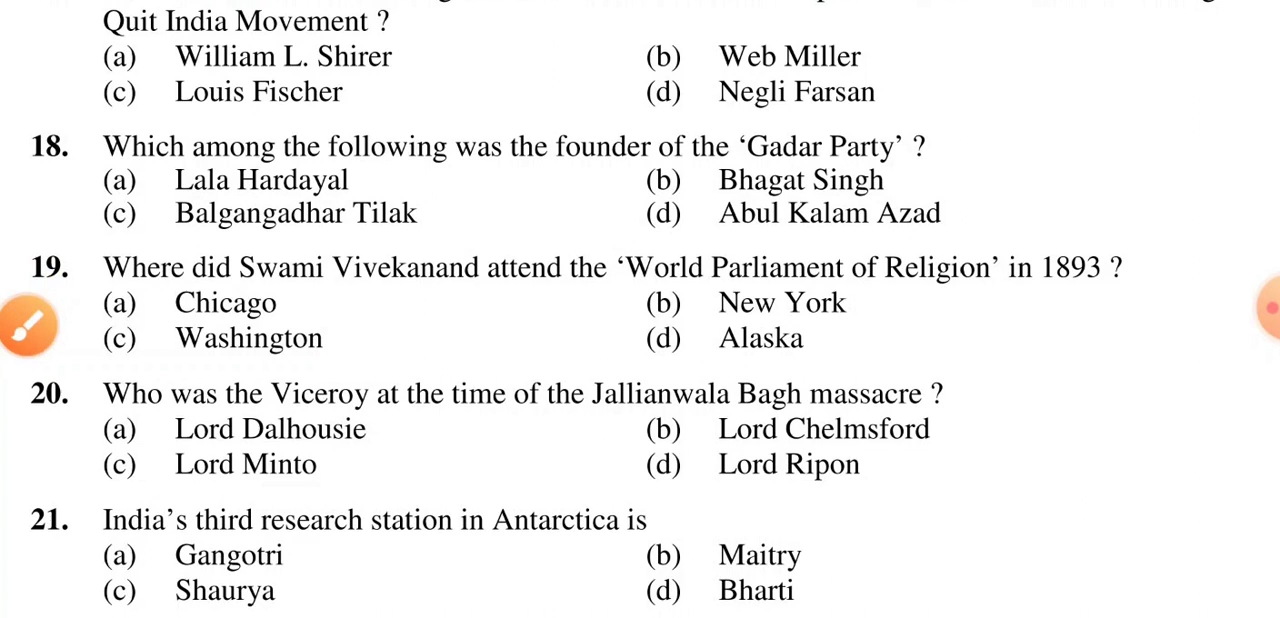 Quit India Movement ?
(a) William L. Shirer (b) Web Miller
(c) Louis Fischer (d) Negli Farsan
18. Which among the following was the founder of the ‘Gadar Party’ ?
(a) Lala Hardayal (b) Bhagat Singh
(c) Balgangadhar Tilak (d) Abul Kalam Azad
19. Where did Swami Vivekanand attend the ‘World Parliament of Religion’ in 1893 ?
(a) Chicago (b) New York
(c) Washington (d) Alaska
20. Who was the Viceroy at the time of the Jallianwala Bagh massacre ?
(a) Lord Dalhousie (b) Lord Chelmsford
(c) Lord Minto (d) Lord Ripon
21. India’s third research station in Antarctica is
(a) Gangotri (b) Maitry
(c) Shaurya (d) Bharti